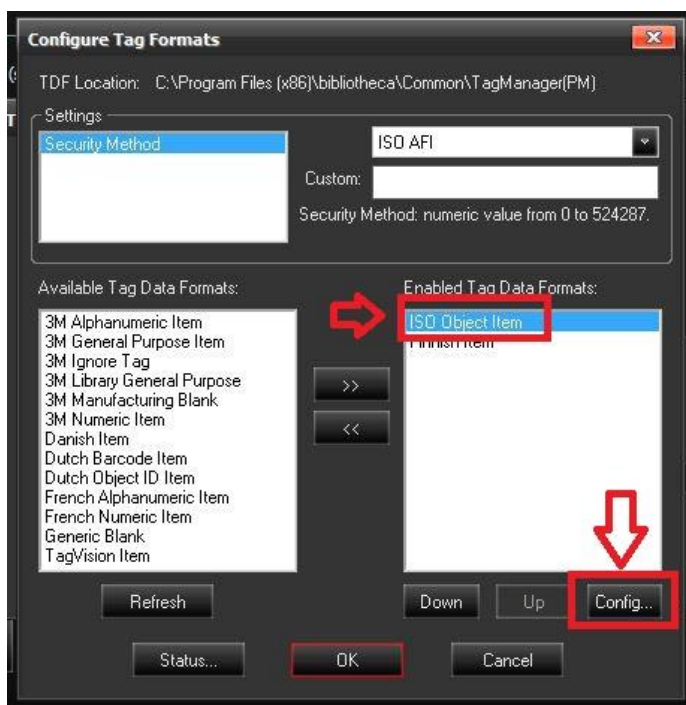 Configure Tag Formats
TDF Location: C:\Program Files (x86)\bibliotheca\Common\TagManager(PM)
Settings
Security Method
ISO AFI
Custom:
Security Method: numeric value from 0 to 524287.
Available Tag Data Formats:
Enabled Tag Data Formats:
3M Alphanumeric Item
3M General Purpose Item
3M Ignore Tag
3M Library General Purpose
3M Manufacturing Blank
3M Numeric Item
Danish Item
Dutch Barcode Item
Dutch Object ID Item
French Alphanumeric Item
French Numeric Item
Generic Blank
TagVision Item
>>
<<
ISO Object Item
Finnish Item
Refresh
Down
Up
Config...
Status...
OK
Cancel